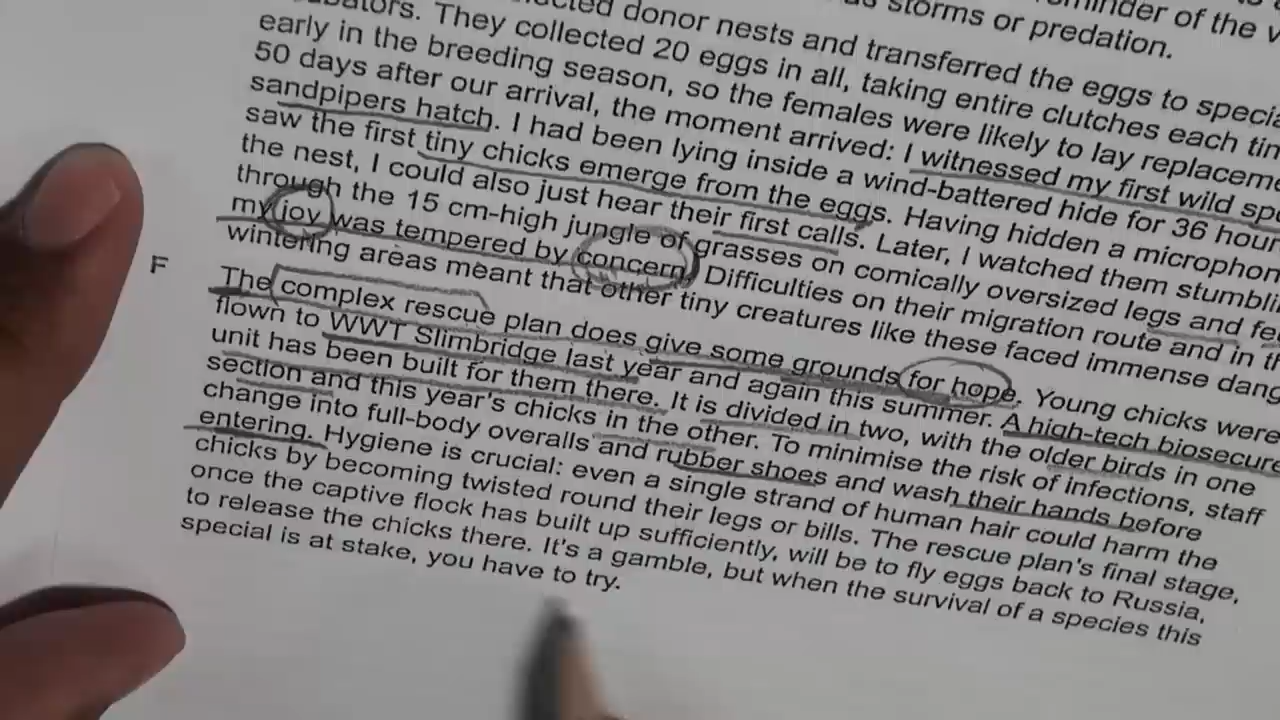 of the
storms or predation.
donor nests and transferred the eggs to
They collected 20 eggs in all, taking entire clutches each
early in the breeding season, so the females were likely to lay
50 days after our arrival, the moment arrived: I witnessed my first wild
sandpipers hatch. I had been lying inside a wind-battered hide for 36
saw the first tiny chicks emerge from the eggs. Having hidden a
the nest, I could also just hear their first calls. Later, I watched them
through the 15 cm-high jungle of grasses on comically oversized legs and
my joy was tempered by concern. Difficulties on their migration route and in
wintering areas meant that other tiny creatures like these faced immense
F The complex rescue plan does give some grounds for hope. Young chicks were
flown to WWT Slimbridge last year and again this summer. A high-tech biosecure
unit has been built for them there. It is divided in two, with the older birds in one
section and this year's chicks in the other. To minimise the risk of infections, staff
change into full-body overalls and rubber shoes and wash their hands before
entering. Hygiene is crucial: even a single strand of human hair could harm the
chicks by becoming twisted round their legs or bills. The rescue plan's final stage,
once the captive flock has built up sufficiently, will be to fly eggs back to Russia,
to release the chicks there. It's a gamble, but when the survival of a species this
special is at stake, you have to try.